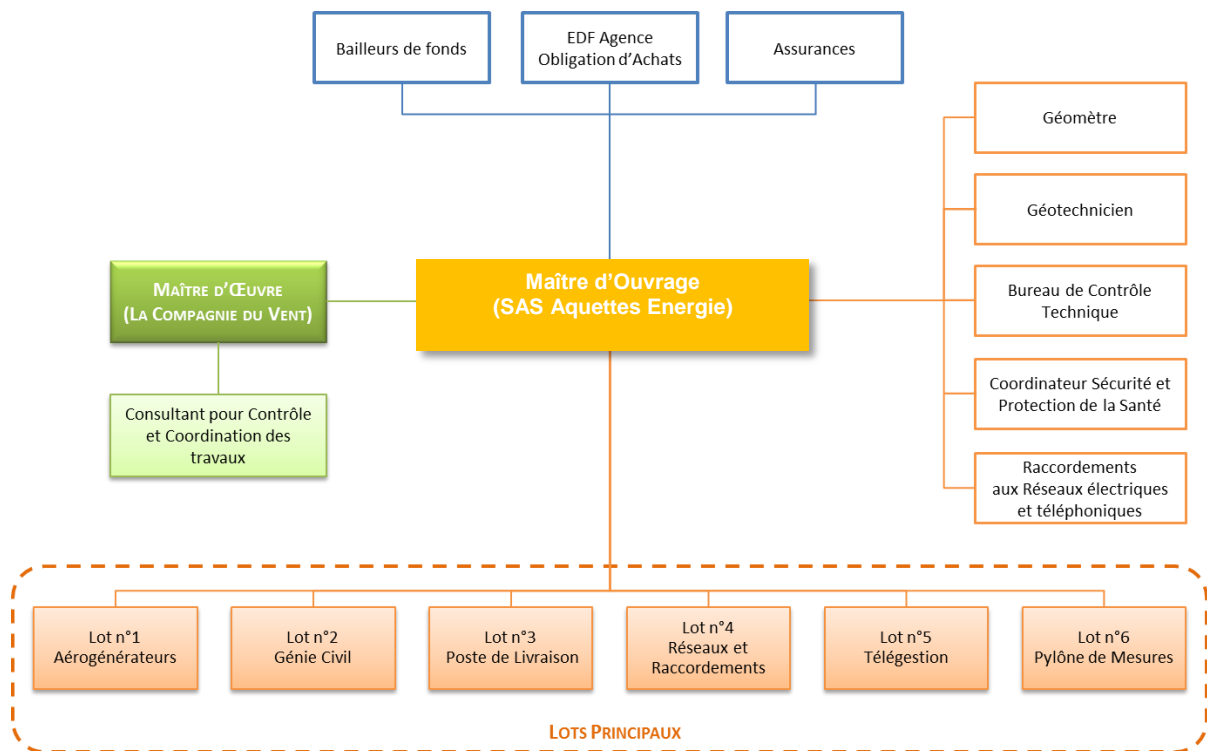 Bailleurs de fonds
EDF Agence
Obligation d'Achats
Assurances
Géomètre
Géotechnicien
Bureau de Contrôle
Technique
Coordinateur Sécurité et
Protection de la Santé
Raccordements
aux Réseaux électriques
et téléphoniques
Maître d'Ouvrage
(SAS Aquettes Energie)
MAÎTRE D'ŒUVRE
(LA COMPAGNIE DU VENT)
Consultant pour Contrôle
et Coordination des
travaux
Lot n°1
Aérogénérateurs
Lot n°2
Génie Civil
Lot n°3
Poste de Livraison
Lot n°4
Réseaux et
Raccordements
Lot n°5
Télégestion
Lot n°6
Pylône de Mesures
LOTS PRINCIPAUX